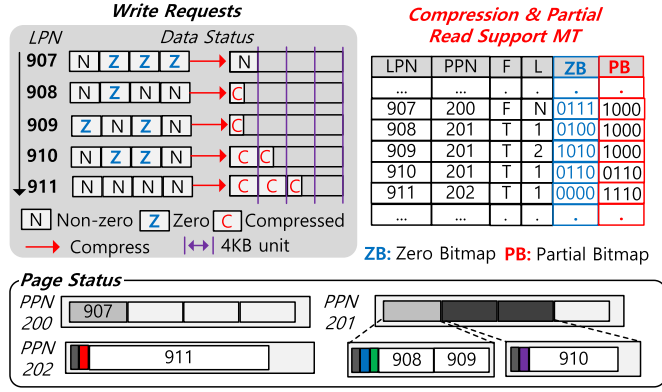 Write Requests
LPN Data Status
907 N Z Z Z N
908 N Z N N C
909 Z N Z N C
910 N Z Z N C C
911 N N N N C C C
N Non-zero Z Zero C Compressed
Compress 4KB unit
Compression & Partial
Read Support MT
LPN PPN F L ZB PB
... ... . . . .
907 200 F N 0111 1000
908 201 T 1 0100 1000
909 201 T 2 1010 1000
910 201 T 1 0110 0110
911 202 T 1 0000 1110
... ... . . . .
ZB: Zero Bitmap PB: Partial Bitmap
Page Status
PPN
200
907
PPN
201
PPN
202
911
908 909
910